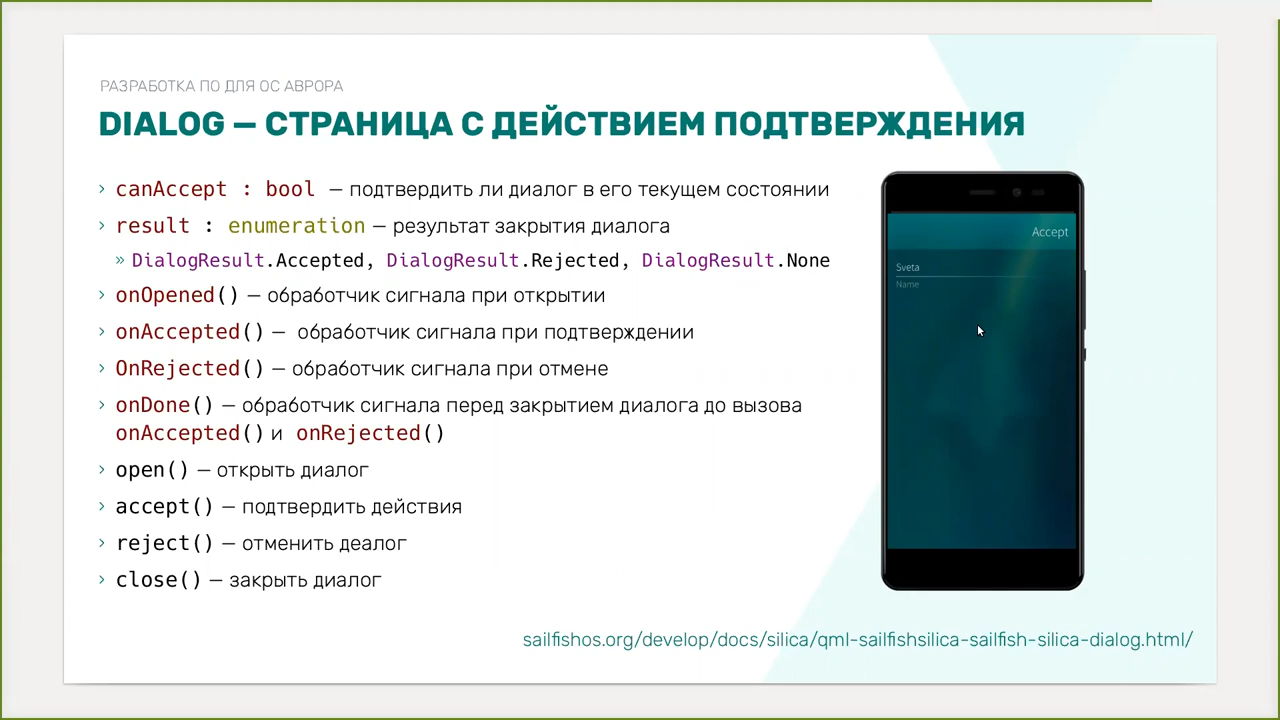 РАЗРАБОТКА ПО ДЛЯ ОС АВРОРА
DIALOG — СТРАНИЦА С ДЕЙСТВИЕМ ПОДТВЕРЖДЕНИЯ
› canAccept : bool — подтвердить ли диалог в его текущем состоянии
› result : enumeration — результат закрытия диалога
» DialogResult.Accepted, DialogResult.Rejected, DialogResult.None
› onOpened() — обработчик сигнала при открытии
› onAccepted() — обработчик сигнала при подтверждении
› OnRejected() — обработчик сигнала при отмене
› onDone() — обработчик сигнала перед закрытием диалога до вызова
onAccepted() и onRejected()
› open() — открыть диалог
› accept() — подтвердить действия
› reject() — отменить деалог
› close() — закрыть диалог
Accept
Sveta
Name
sailfishos.org/develop/docs/silica/qml-sailfishsilica-sailfish-silica-dialog.html/